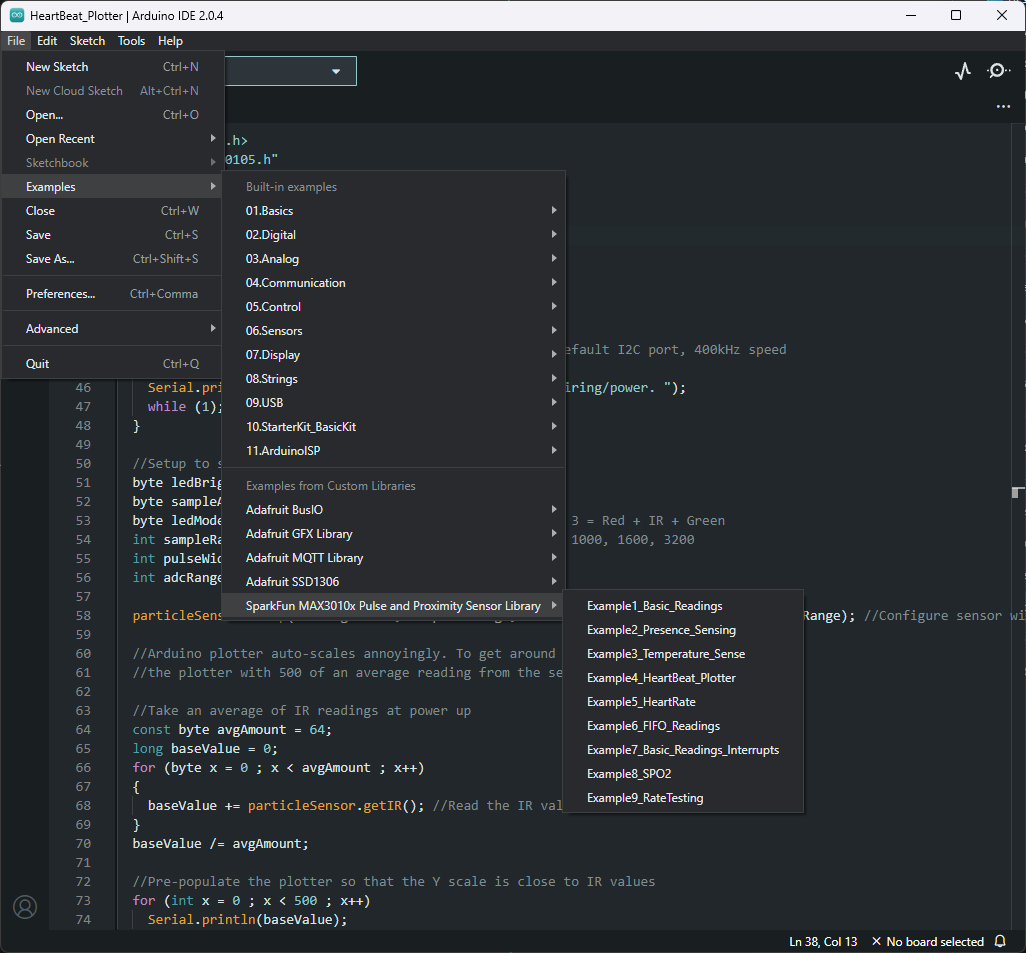 HeartBeat_Plotter | Arduino IDE 2.0.4
File Edit Sketch Tools Help
New Sketch Ctrl+N
New Cloud Sketch Alt+Ctrl+N
Open... Ctrl+O
Open Recent
Sketchbook
Examples
Close Ctrl+W
Save Ctrl+S
Save As... Ctrl+Shift+S
Preferences... Ctrl+Comma
Advanced
Quit Ctrl+Q
Built-in examples
01.Basics
02.Digital
03.Analog
04.Communication
05.Control
06.Sensors
07.Display
08.Strings
09.USB
10.StarterKit_BasicKit
11.ArduinoISP
Examples from Custom Libraries
Adafruit BusIO
Adafruit GFX Library
Adafruit MQTT Library
Adafruit SSD1306
SparkFun MAX3010x Pulse and Proximity Sensor Library
Example1_Basic_Readings
Example2_Presence_Sensing
Example3_Temperature_Sense
Example4_HeartBeat_Plotter
Example5_HeartRate
Example6_FIFO_Readings
Example7_Basic_Readings_Interrupts
Example8_SPO2
Example9_RateTesting
.h>
0105.h"
efault I2C port, 400kHz speed
46 Serial.pri iring/power. ");
47 while (1);
48 }
49
50 //Setup to s
51 byte ledBrig
52 byte sampleA
53 byte ledMode 3 = Red + IR + Green
54 int sampleRa 1000, 1600, 3200
55 int pulseWid
56 int adcRange
57
58 particleSens Range); //Configure sensor wi
59
60 //Arduino plotter auto-scales annoyingly. To get around
61 //the plotter with 500 of an average reading from the se
62
63 //Take an average of IR readings at power up
64 const byte avgAmount = 64;
65 long baseValue = 0;
66 for (byte x = 0 ; x < avgAmount ; x++)
67 {
68 baseValue += particleSensor.getIR(); //Read the IR val
69 }
70 baseValue /= avgAmount;
71
72 //Pre-populate the plotter so that the Y scale is close to IR values
73 for (int x = 0 ; x < 500 ; x++)
74 Serial.println(baseValue);
Ln 38, Col 13 × No board selected